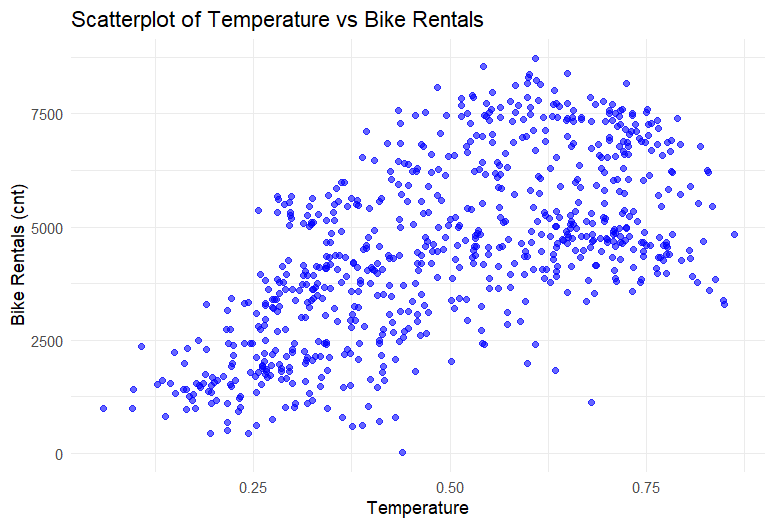 Scatterplot of Temperature vs Bike Rentals
7500
5000
2500
0
Bike Rentals (cnt)
0.25 0.50 0.75
Temperature